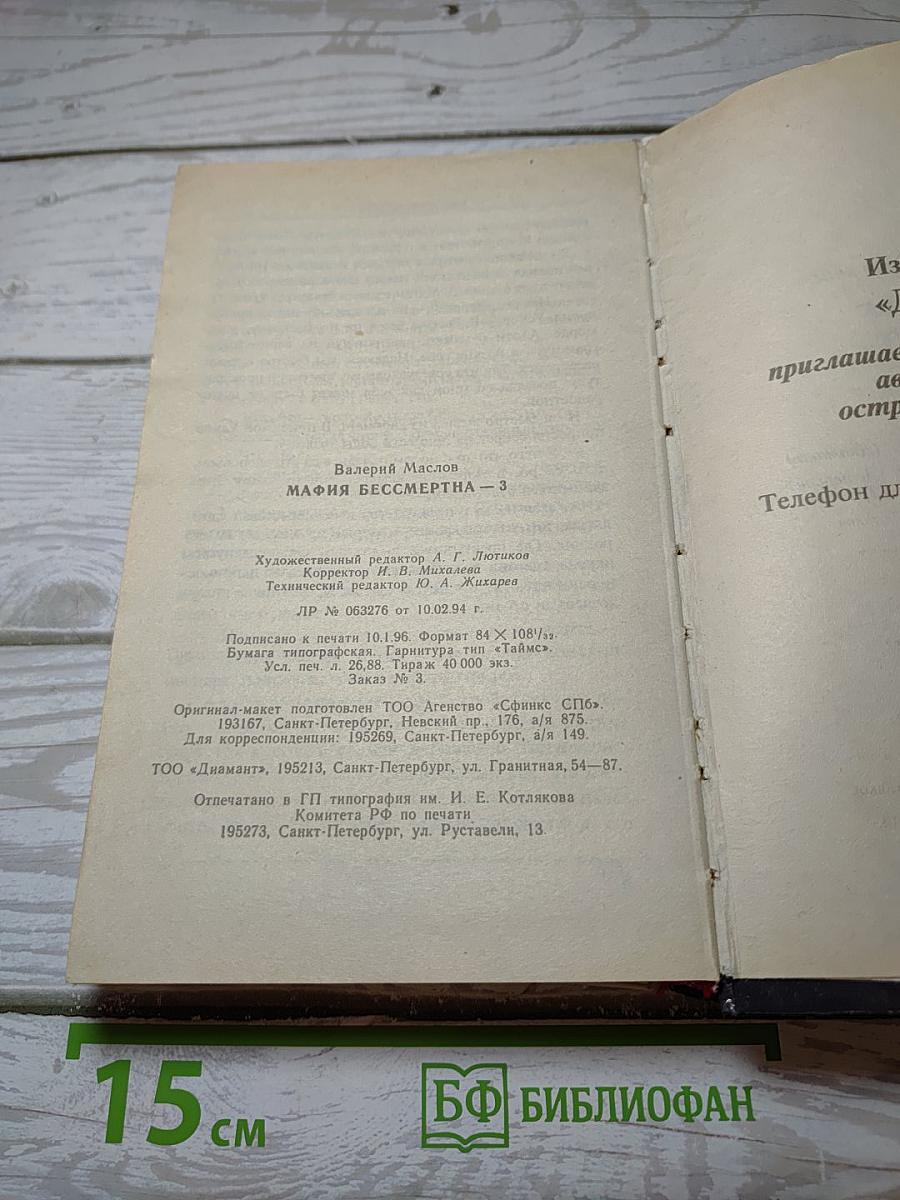 Валерий Маслов
МАФИЯ БЕССМЕРТНА — 3
Художественный редактор А. Г. Лютиков
Корректор И. В. Михалева
Технический редактор Ю. А. Жихарев
ЛР № 063276 от 10.02.94 г.
Подписано к печати 10.1.96. Формат 84 × 108¹/₃₂.
Бумага типографская. Гарнитура тип «Таймс».
Усл. печ. л. 26,88. Тираж 40 000 экз.
Заказ № 3.
Оригинал-макет подготовлен ТОО Агенство «Сфинкс СПб».
193167, Санкт-Петербург, Невский пр., 176, а/я 875.
Для корреспонденции: 195269, Санкт-Петербург, а/я 149.
ТОО «Диамант», 195213, Санкт-Петербург, ул. Гранитная, 54—87.
Отпечатано в ГП типография им. И. Е. Котлякова
Комитета РФ по печати
195273, Санкт-Петербург, ул. Руставели, 13.
Из
«Д
приглашае
ав
остр
Телефон дл
15 см
БФ БИБЛИОФАН